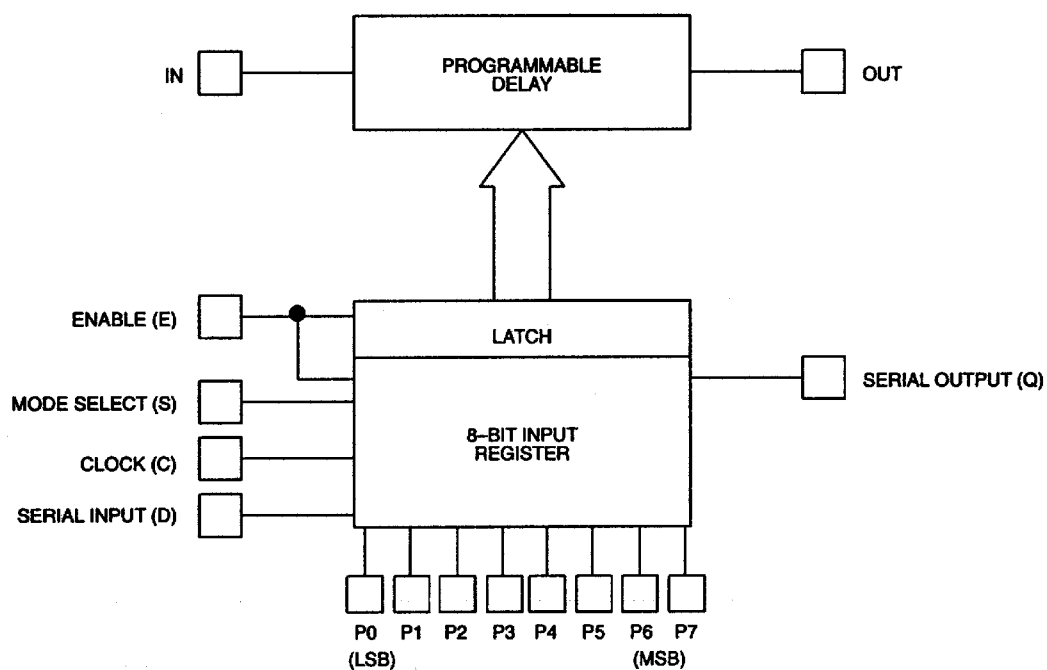 IN
PROGRAMMABLE
DELAY
OUT
ENABLE (E)
LATCH
SERIAL OUTPUT (Q)
MODE SELECT (S)
8–BIT INPUT
REGISTER
CLOCK (C)
SERIAL INPUT (D)
P0 P1 P2 P3 P4 P5 P6 P7
(LSB) (MSB)